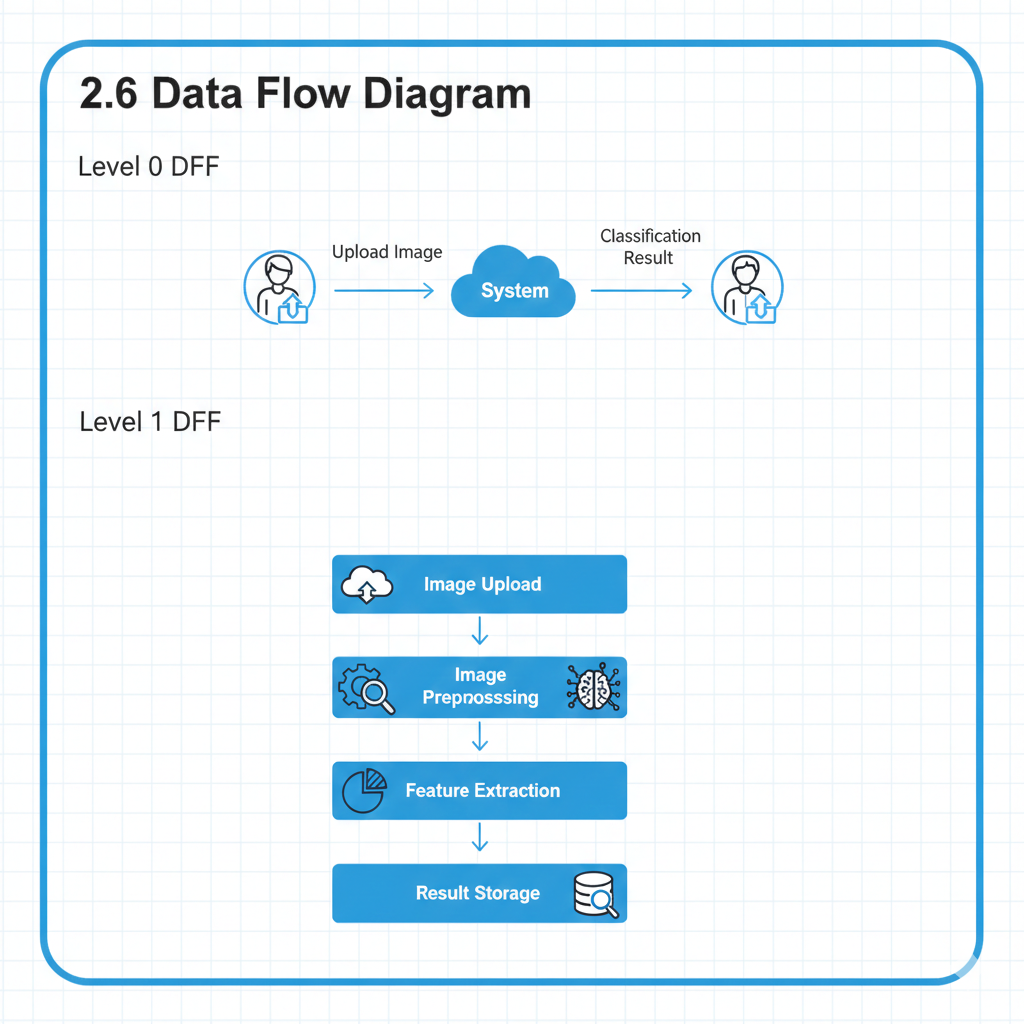 2.6 Data Flow Diagram
Level 0 DFF
Upload Image
System
Classification
Result
Level 1 DFF
Image Upload
Image
Feature Extraction
Result Storage